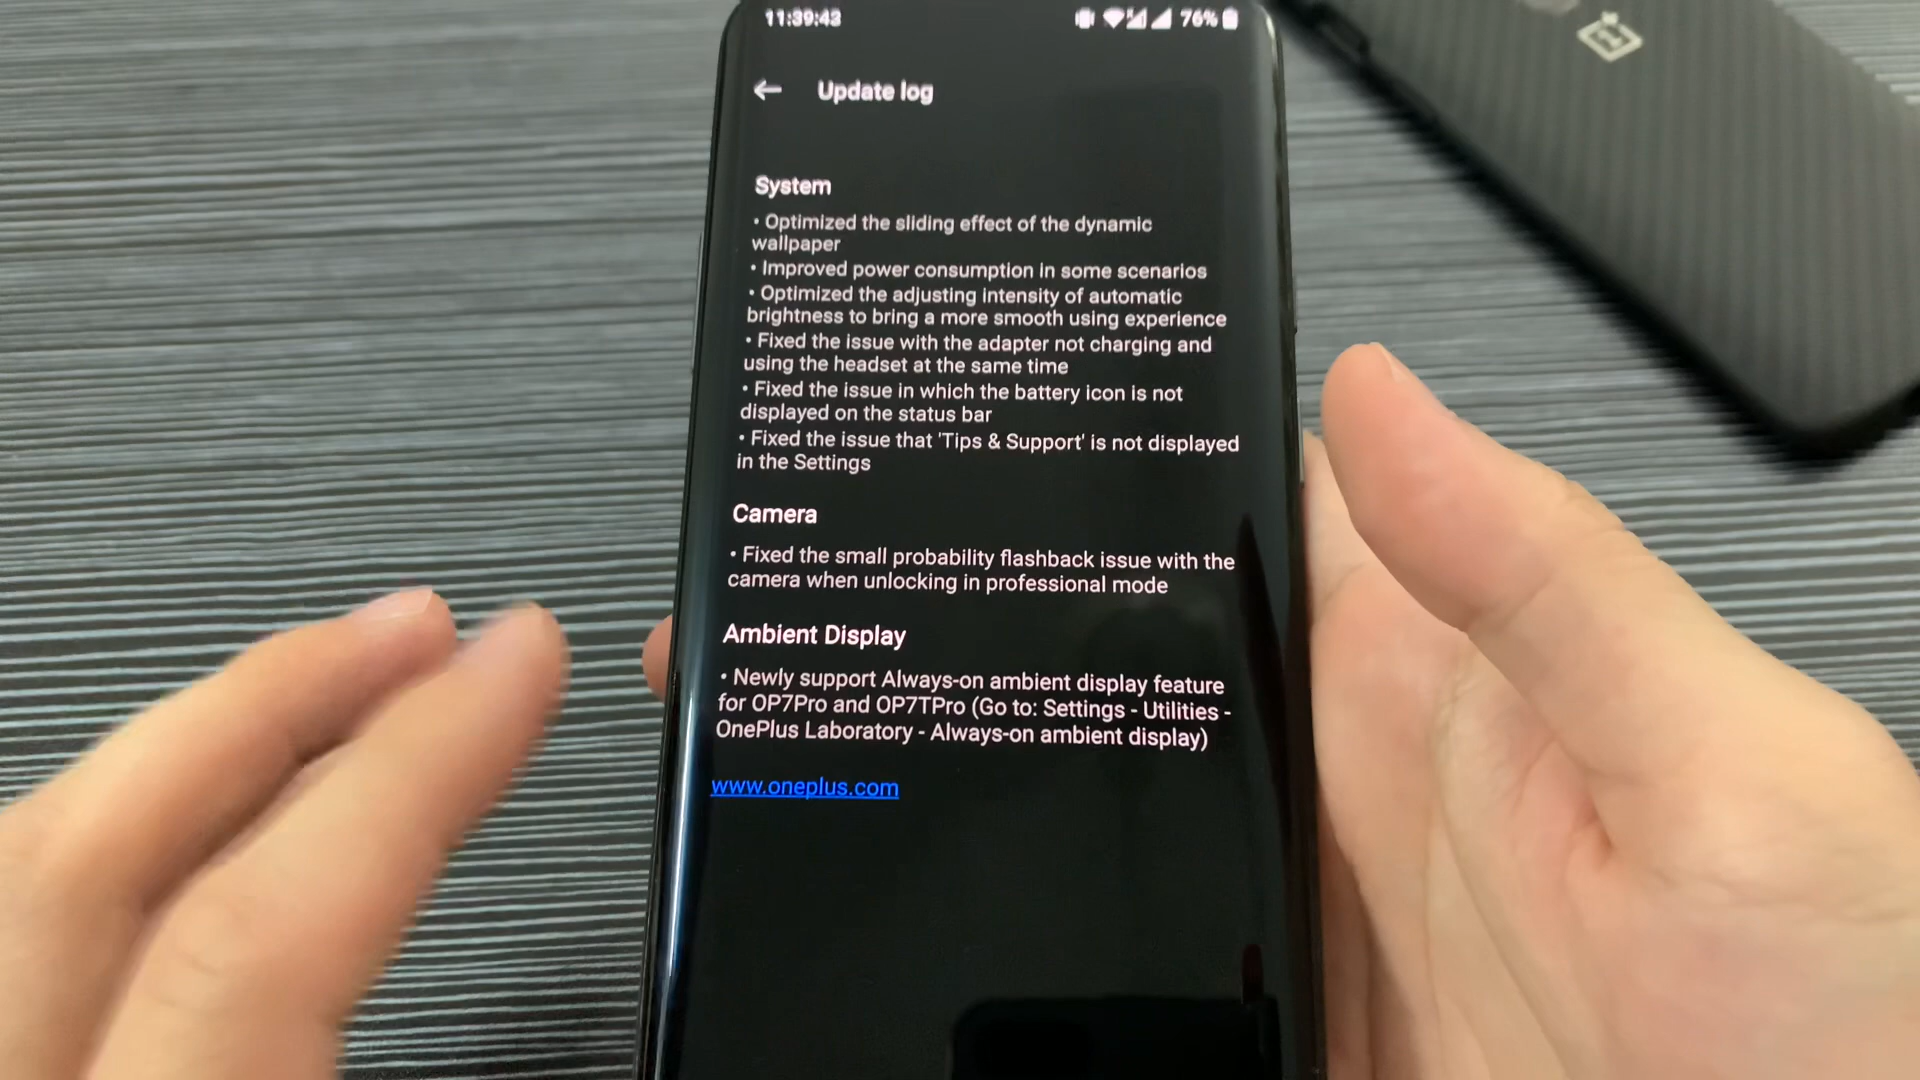 11:39:43 76%
Update log
System
• Optimized the sliding effect of the dynamic
wallpaper
• Improved power consumption in some scenarios
• Optimized the adjusting intensity of automatic
brightness to bring a more smooth using experience
• Fixed the issue with the adapter not charging and
using the headset at the same time
• Fixed the issue in which the battery icon is not
displayed on the status bar
• Fixed the issue that 'Tips & Support' is not displayed
in the Settings
Camera
• Fixed the small probability flashback issue with the
camera when unlocking in professional mode
Ambient Display
• Newly support Always-on ambient display feature
for OP7Pro and OP7TPro (Go to: Settings - Utilities -
OnePlus Laboratory - Always-on ambient display)
www.oneplus.com